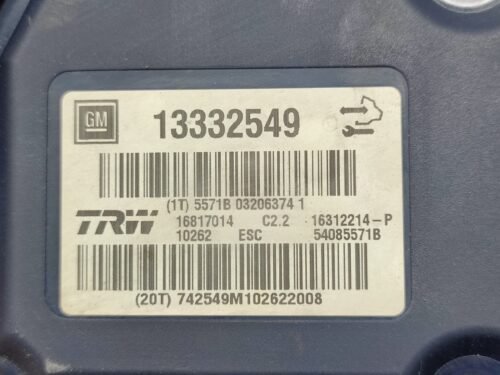 GM 13332549
(1T) 5571B 03206374 1
TRW 16817014 C2.2 16312214-P
10262 ESC 54085571B
(20T) 742549M102622008